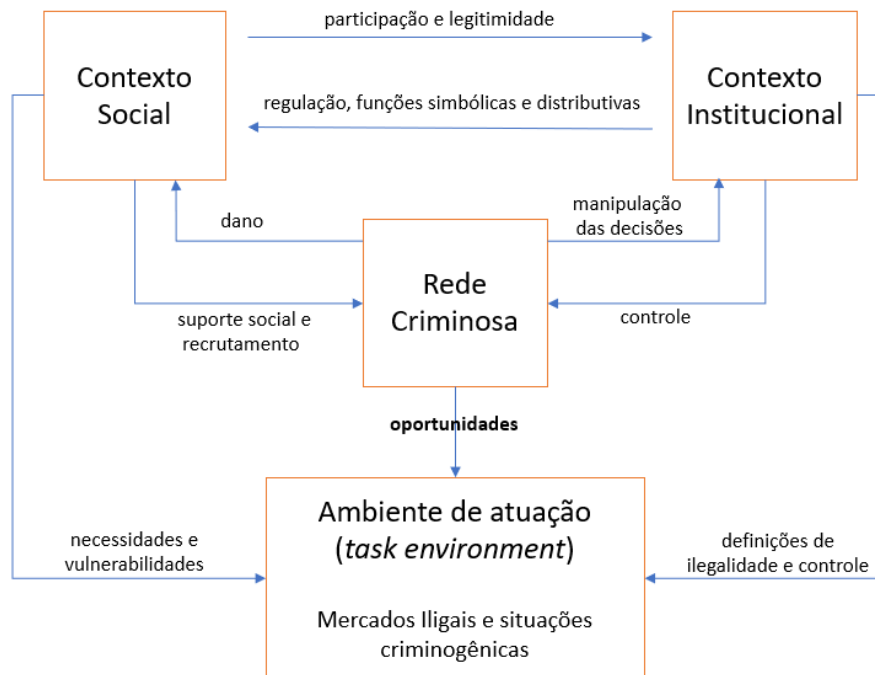 participação e legitimidade
Contexto
Social
Contexto
Institucional
regulação, funções simbólicas e distributivas
dano
manipulação
das decisões
Rede
Criminosa
suporte social e
recrutamento
controle
oportunidades
Ambiente de atuação
(task environment)
necessidades e
vulnerabilidades
definições de
ilegalidade e controle
Mercados Iligais e situações
criminogênicas